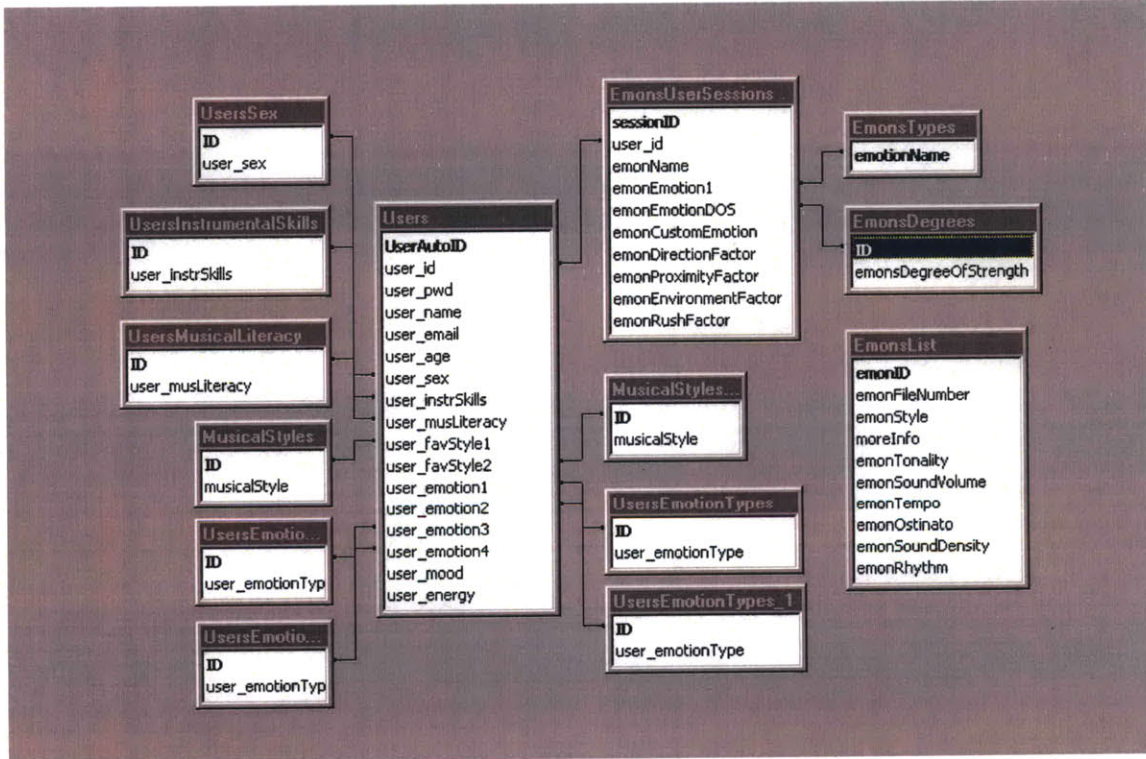 UsersSex
ID
user_sex
UsersInstrumentalSkills
ID
user_instrSkills
UsersMusicalLiteracy
ID
user_musLiteracy
MusicalStyles
ID
musicalStyle
UsersEmotio...
ID
user_emotionTyp
UsersEmotio...
ID
user_emotionTyp
Users
UserAutoID
user_id
user_pwd
user_name
user_email
user_age
user_sex
user_instrSkills
user_musLiteracy
user_favStyle1
user_favStyle2
user_emotion1
user_emotion2
user_emotion3
user_emotion4
user_mood
user_energy
EmonsUserSessions
sessionID
user_id
emonName
emonEmotion1
emonEmotionDOS
emonCustomEmotion
emonDirectionFactor
emonProximityFactor
emonEnvironmentFactor
emonRushFactor
MusicalStyles...
ID
musicalStyle
UsersEmotionTypes
ID
user_emotionType
UsersEmotionTypes_1
ID
user_emotionType
EmonsTypes
emotionName
EmonsDegrees
ID
emonsDegreeOfStrength
EmonsList
emonID
emonFileNumber
emonStyle
moreInfo
emonTonality
emonSoundVolume
emonTempo
emonOstinato
emonSoundDensity
emonRhythm